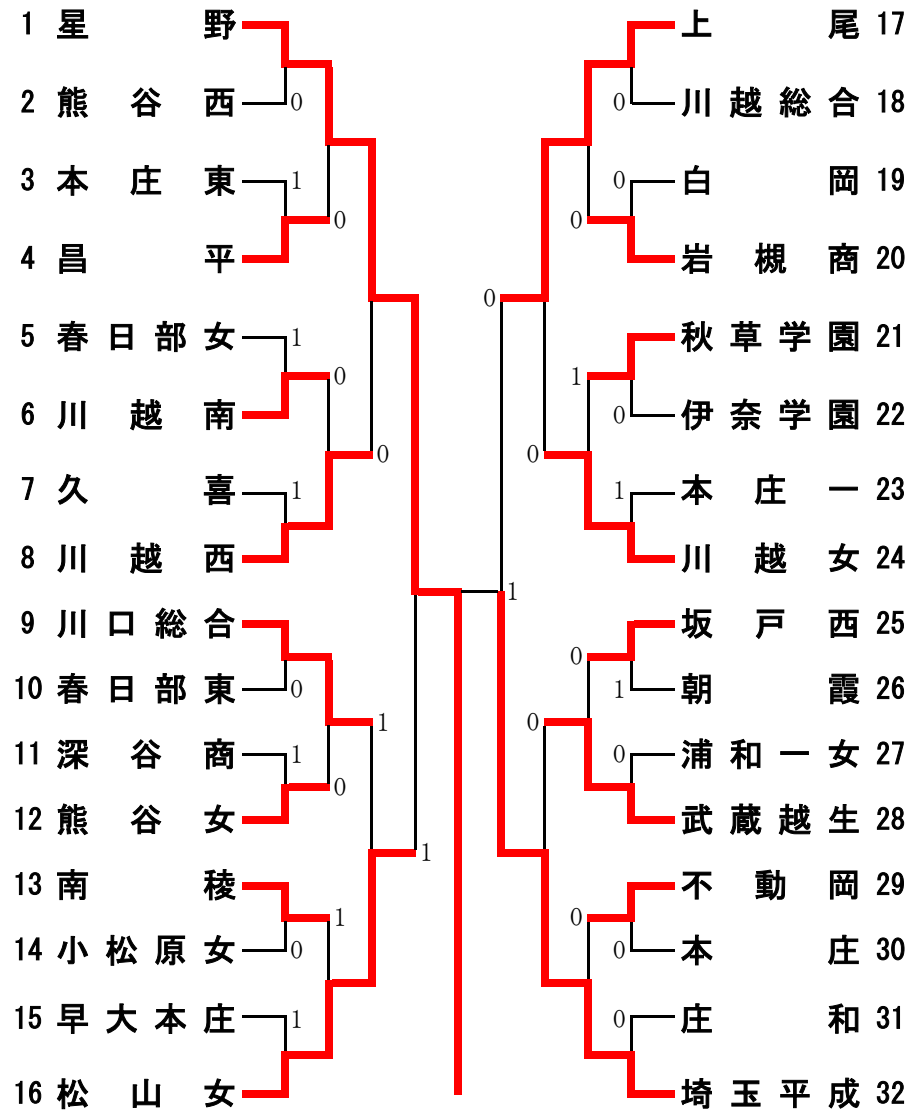 1 星野
0
2 熊谷西
3 本庄東
1
0
4 昌平
5 春日部女
1
0
6 川越南
0
7 久喜
1
8 川越西
9 川口総合
0
10 春日部東
1
11 深谷商
1
0
12 熊谷女
1
13 南稜
1
0
14 小松原女
15 早大本庄
1
16 松山女
上尾 17
0
川越総合 18
0
白岡 19
0
岩槻商 20
0
秋草学園 21
1
0
伊奈学園 22
0
1
本庄一 23
川越女 24
1
坂戸西 25
0
1
朝霞 26
0
0
浦和一女 27
武蔵越生 28
不動岡 29
0
0
本庄 30
0
庄和 31
埼玉平成 32